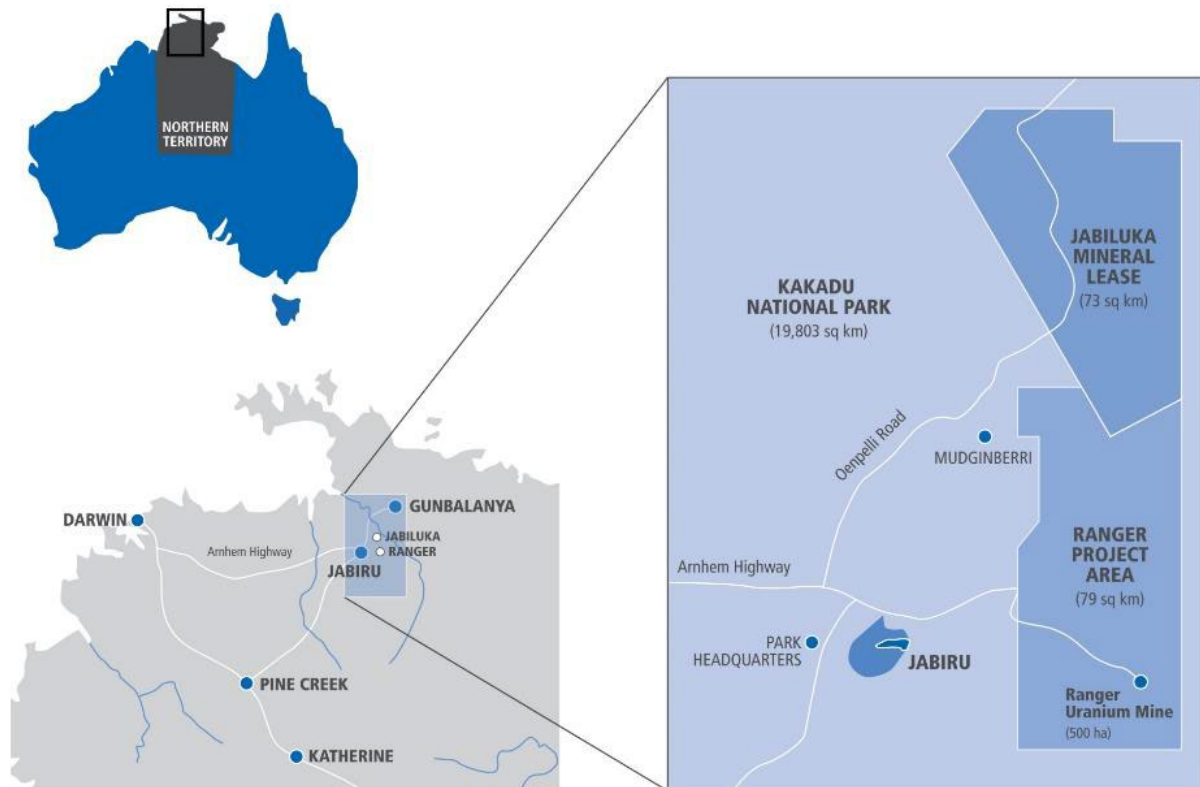 NORTHERN
TERRITORY
DARWIN
Arnhem Highway
GUNBALANYA
JABILUKA
RANGER
JABIRU
PINE CREEK
KATHERINE
KAKADU
NATIONAL PARK
(19,803 sq km)
JABILUKA
MINERAL
LEASE
(73 sq km)
Oenpelli Road
MUDGINBERRI
Arnhem Highway
RANGER
PROJECT
AREA
(79 sq km)
PARK
HEADQUARTERS
JABIRU
Ranger
Uranium Mine
(500 ha)